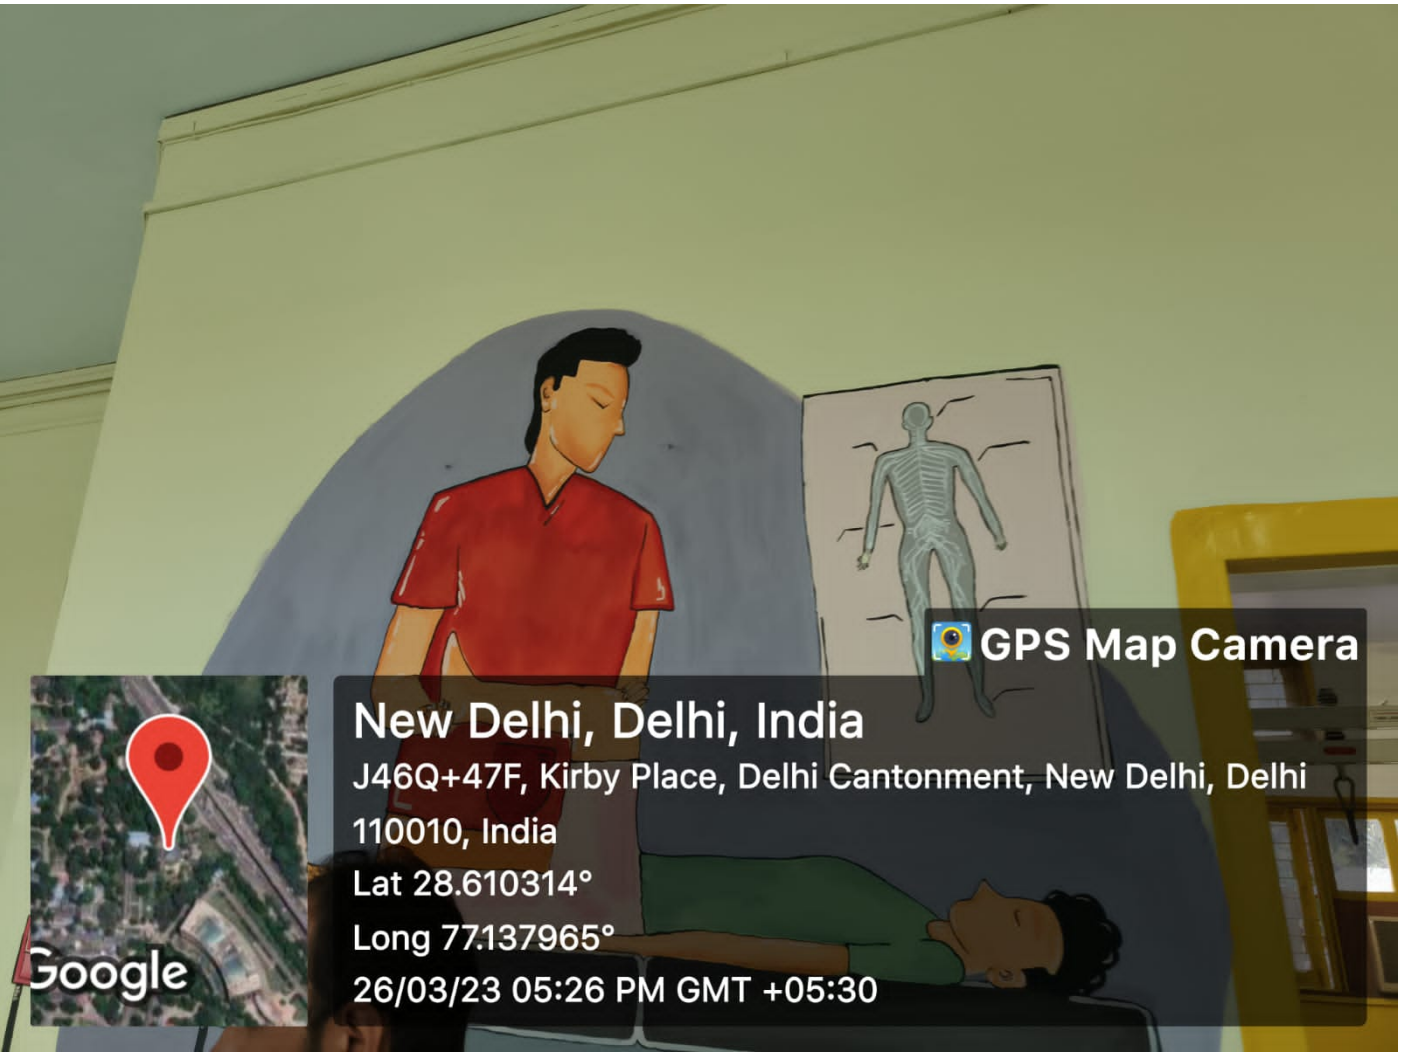 GPS Map Camera
New Delhi, Delhi, India
J46Q+47F, Kirby Place, Delhi Cantonment, New Delhi, Delhi
110010, India
Lat 28.610314°
Long 77.137965°
26/03/23 05:26 PM GMT +05:30
Google